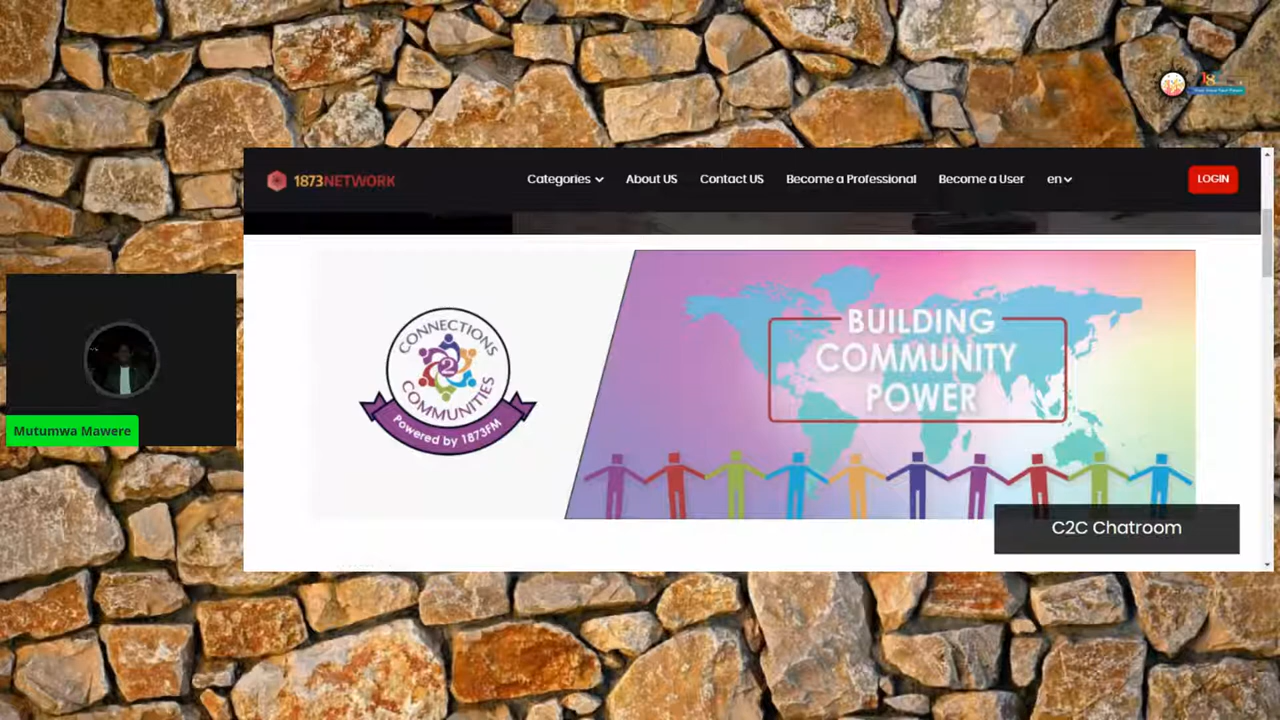 1873NETWORK
Categories
About US
Contact US
Become a Professional
Become a User
en
LOGIN
CONNECTIONS
2
COMMUNITIES
Powered by 1873FM
BUILDING
COMMUNITY
POWER
C2C Chatroom
Mutumwa Mawere